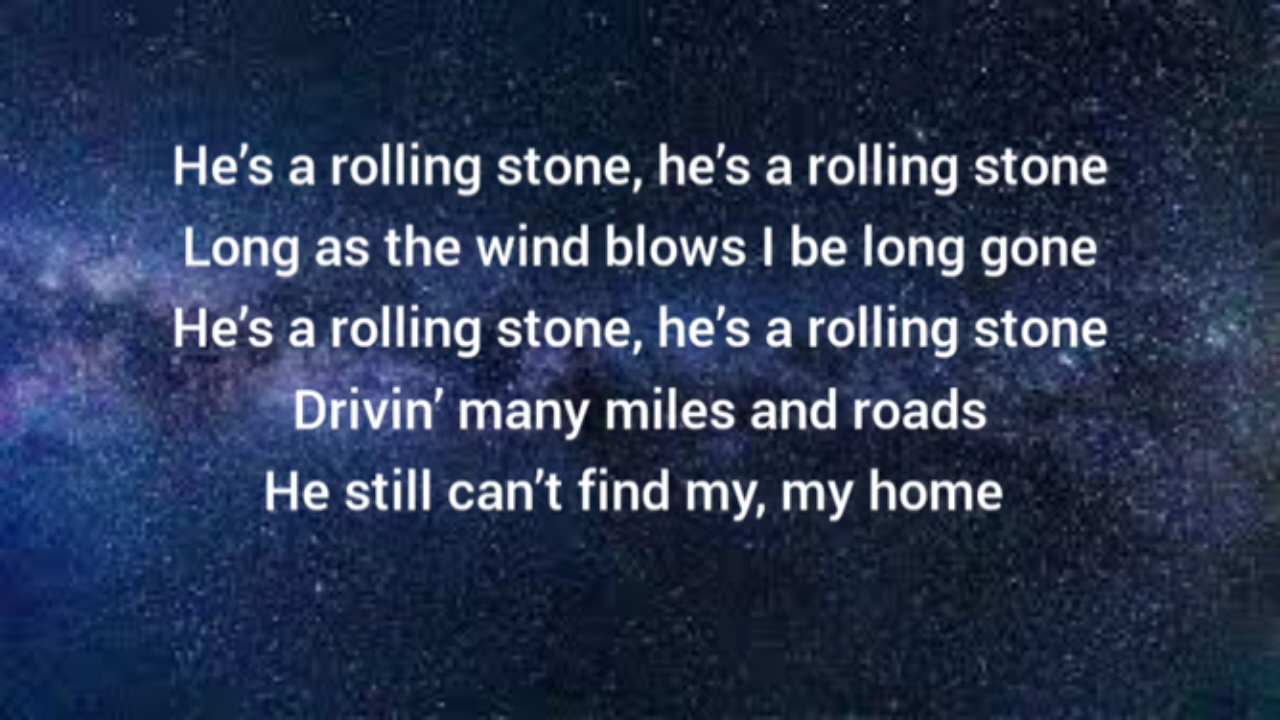 He’s a rolling stone, he’s a rolling stone
Long as the wind blows I be long gone
He’s a rolling stone, he’s a rolling stone
Drivin’ many miles and roads
He still can’t find my, my home